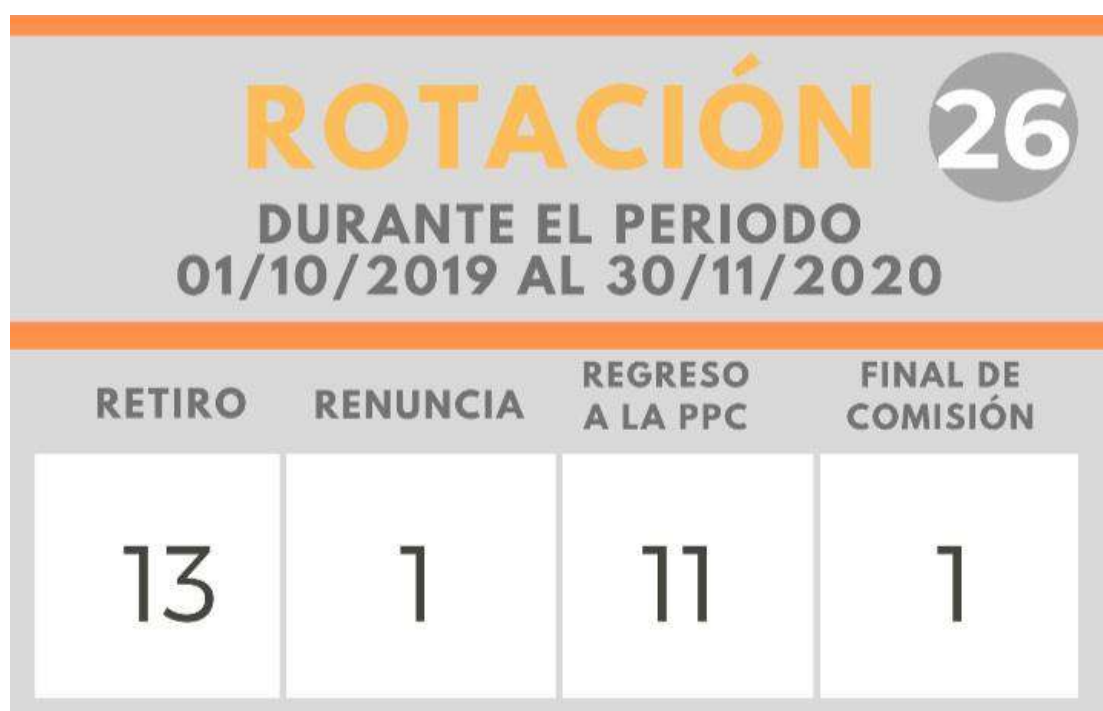 ROTACIÓN 26
DURANTE EL PERIODO
01/10/2019 AL 30/11/2020
RETIRO
RENUNCIA
REGRESO
A LA PPC
FINAL DE
COMISIÓN
13
1
11
1